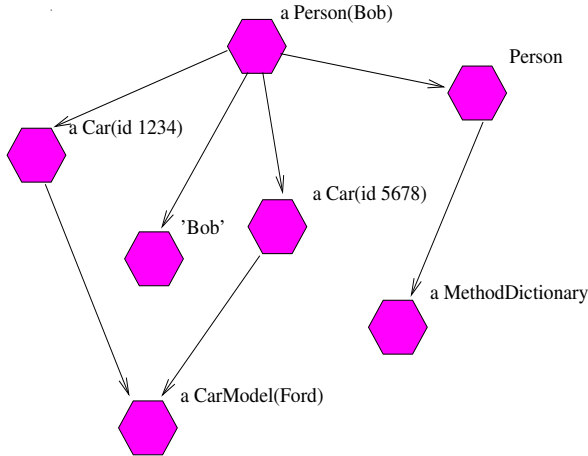 a Person(Bob)
Person
a Car(id 1234)
a Car(id 5678)
’Bob’
a MethodDictionary
a CarModel(Ford)